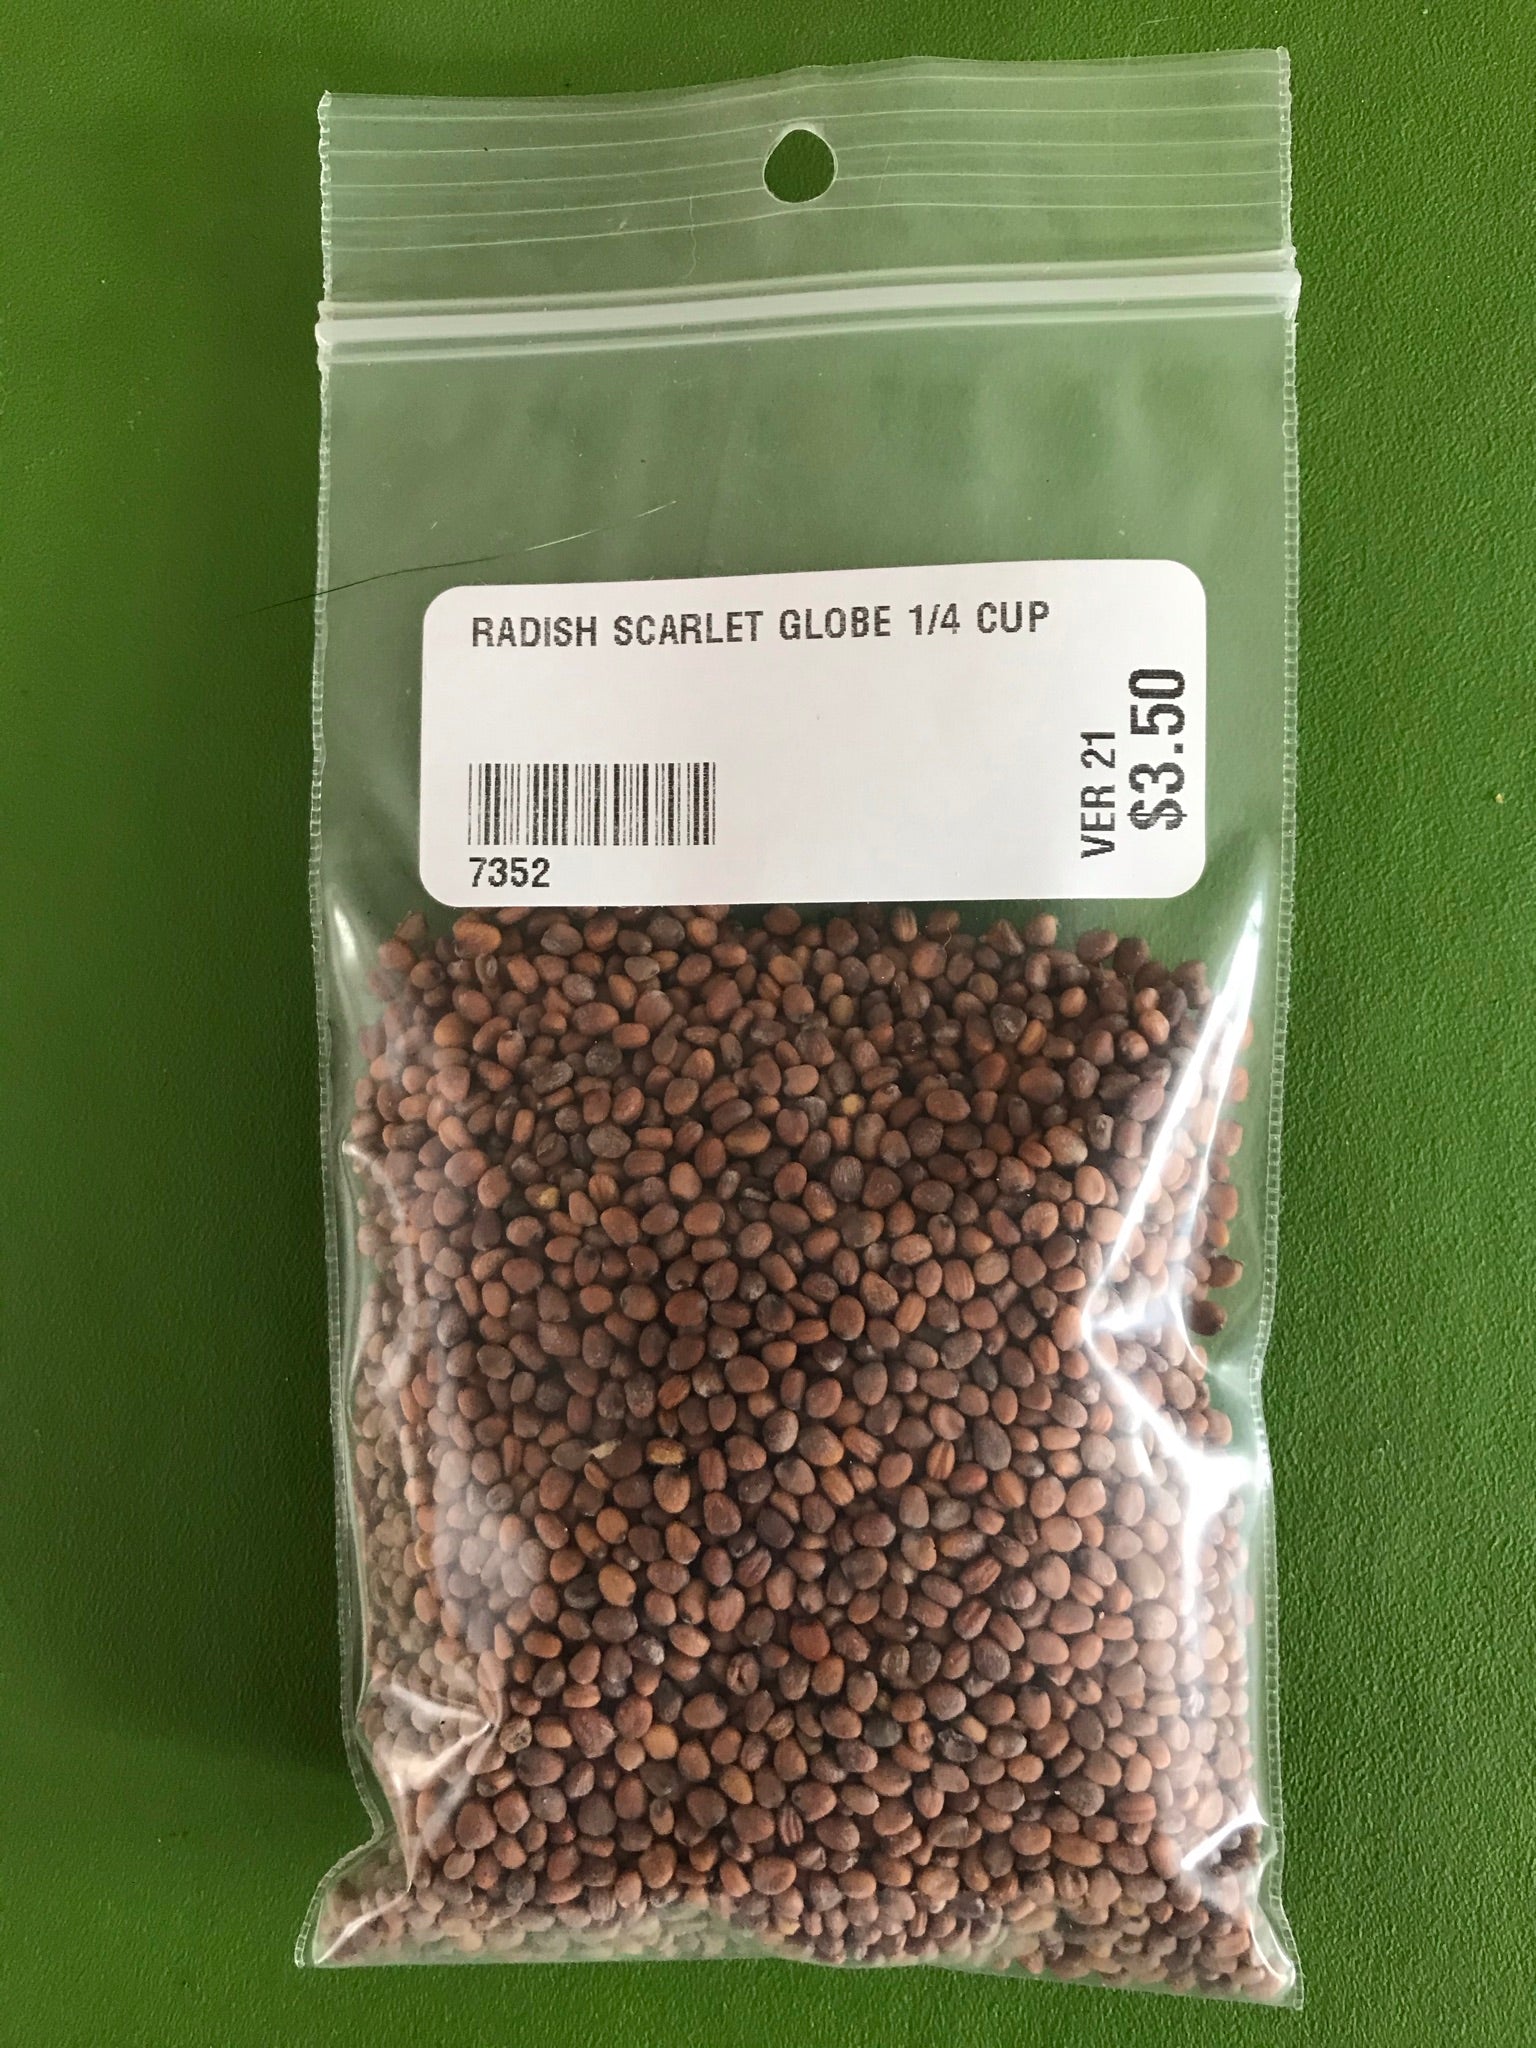 RADISH SCARLET GLOBE 1/4 CUP
7352
VER 21
$3.50